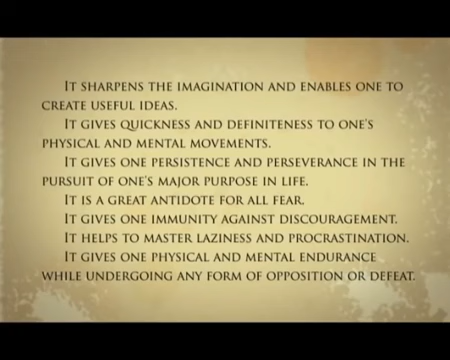 It sharpens the imagination and enables one to
create useful ideas.
It gives quickness and definiteness to one's
physical and mental movements.
It gives one persistence and perseverance in the
pursuit of one's major purpose in life.
It is a great antidote for all fear.
It gives one immunity against discouragement.
It helps to master laziness and procrastination.
It gives one physical and mental endurance
while undergoing any form of opposition or defeat.